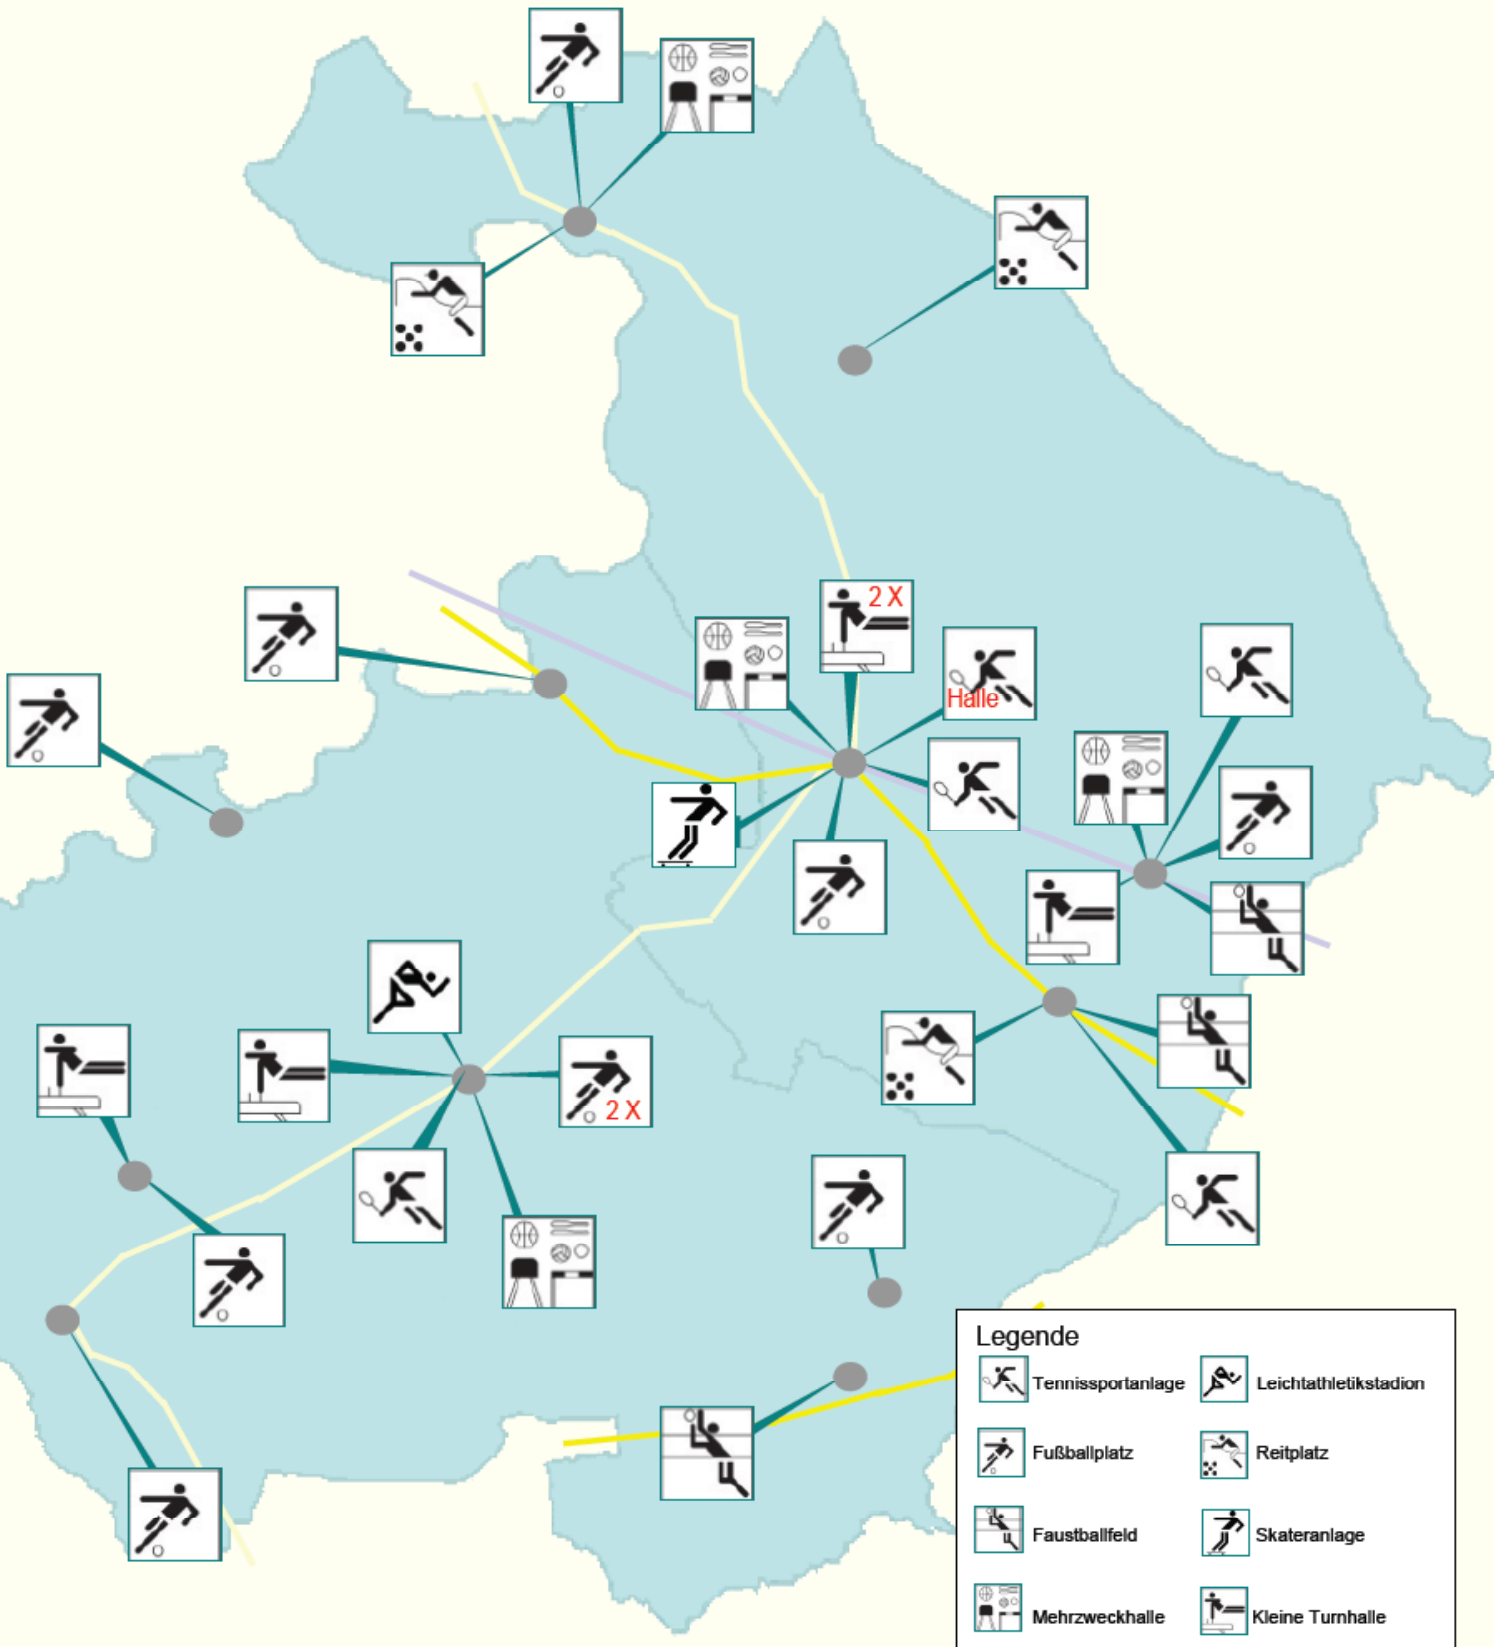 2 X
Halle
2 X
Legende
Tennissportanlage
Leichtathletikstadion
Fußballplatz
Reitplatz
Faustballfeld
Skateranlage
Mehrzweckhalle
Kleine Turnhalle